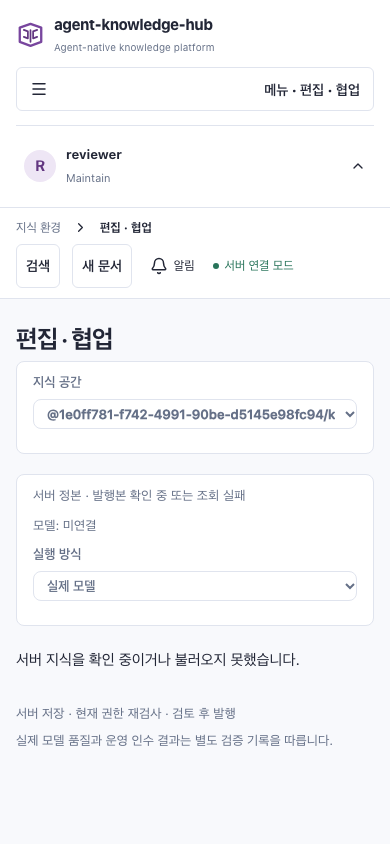 agent-knowledge-hub
Agent-native knowledge platform
메뉴 · 편집 · 협업
R
reviewer
Maintain
지식 환경 > 편집 · 협업
검색 새 문서 알림 서버 연결 모드
편집 · 협업
지식 공간
@1e0ff781-f742-4991-90be-d5145e98fc94/k
서버 정본 · 발행본 확인 중 또는 조회 실패
모델: 미연결
실행 방식
실제 모델
서버 지식을 확인 중이거나 불러오지 못했습니다.
서버 저장 · 현재 권한 재검사 · 검토 후 발행
실제 모델 품질과 운영 인수 결과는 별도 검증 기록을 따릅니다.